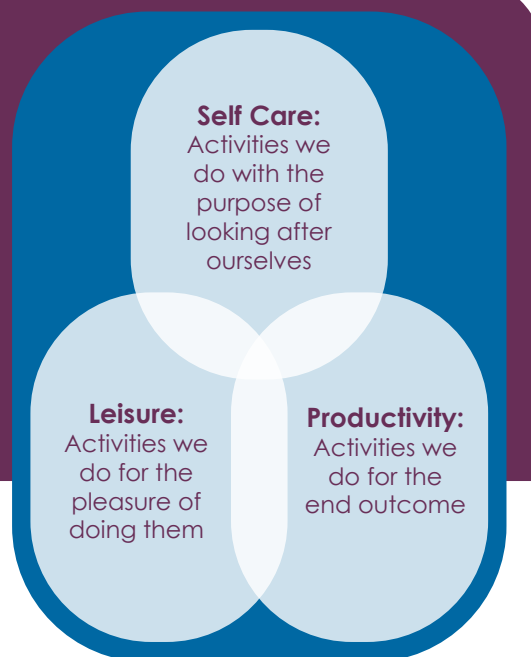 Self Care:
Activities we
do with the
purpose of
looking after
ourselves
Leisure:
Activities we
do for the
pleasure of
doing them
Productivity:
Activities we
do for the
end outcome